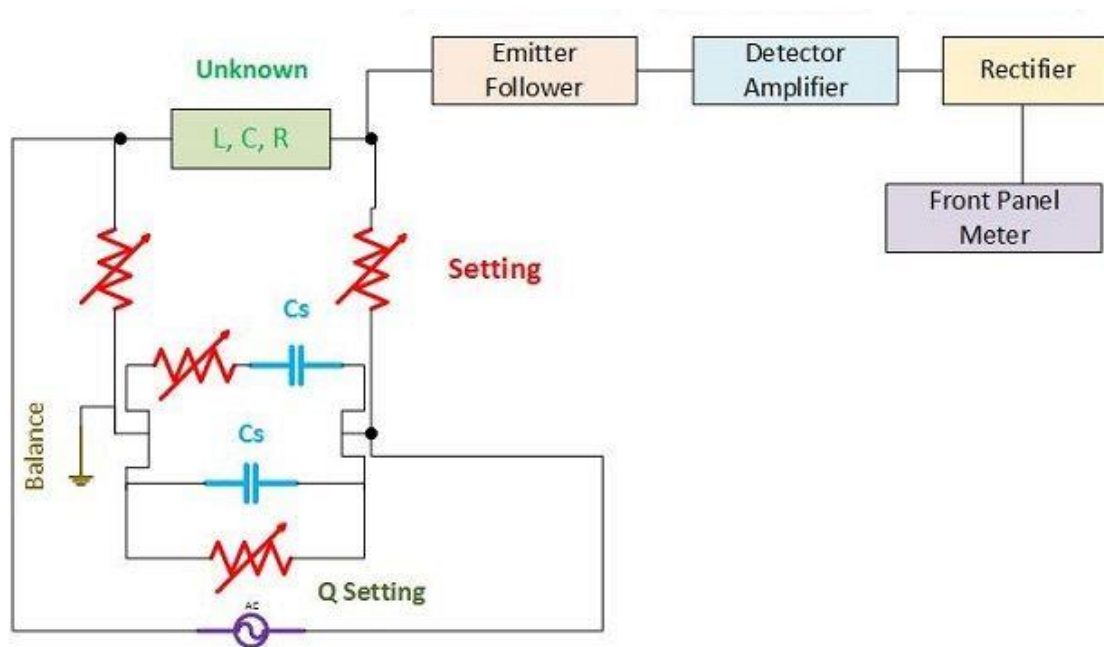 Unknown
L, C, R
Emitter
Follower
Detector
Amplifier
Rectifier
Front Panel
Meter
Setting
Cs
Balance
Cs
Q Setting
AC